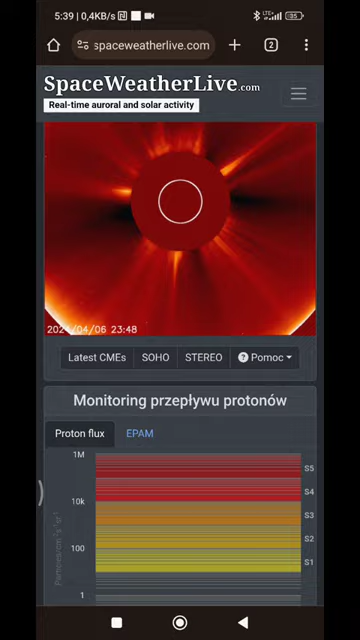 5:39 | 0,4KB/s
LTE+
85
spaceweatherlive.com
2
SpaceWeatherLive.com
Real-time auroral and solar activity
2024/04/06 23:48
Latest CMEs
SOHO
STEREO
? Pomoc
Monitoring przepływu protonów
Proton flux
EPAM
1M
S5
S4
10k
S3
S2
100
S1
1